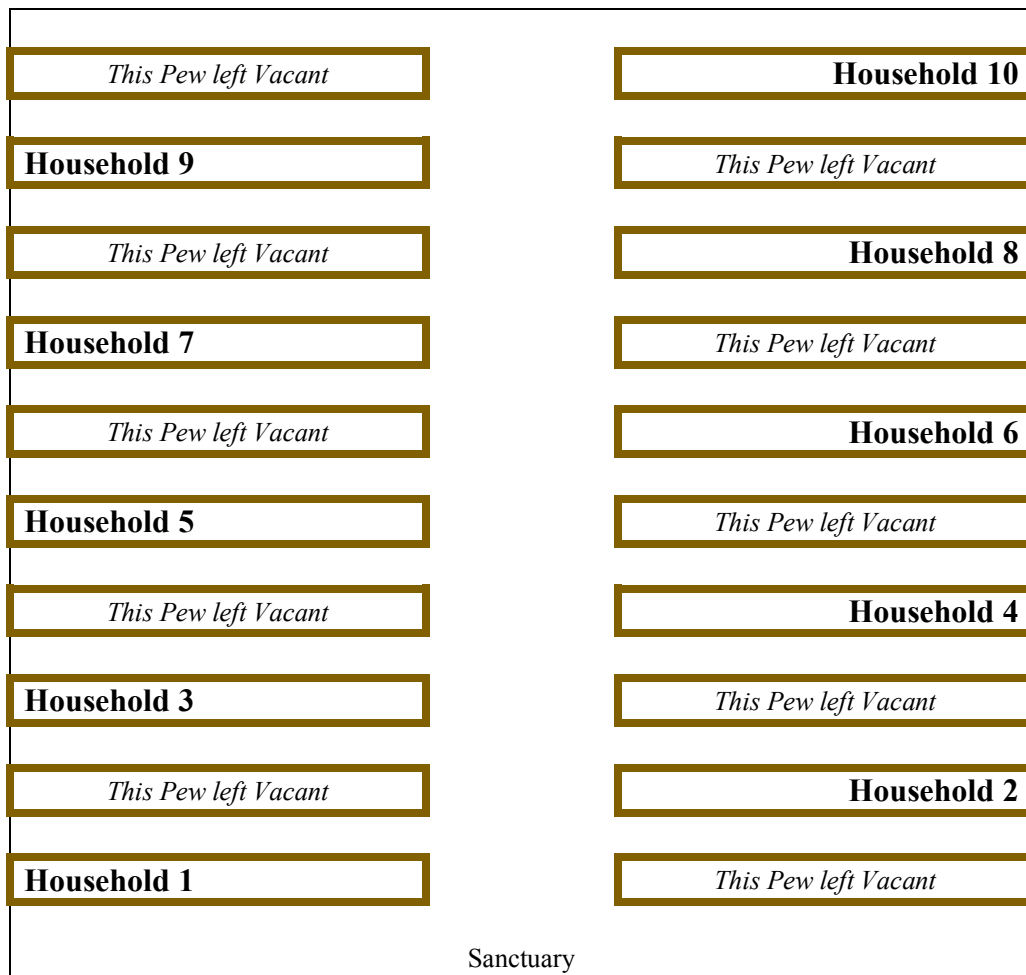 This Pew left Vacant
Household 10
Household 9
This Pew left Vacant
This Pew left Vacant
Household 8
Household 7
This Pew left Vacant
This Pew left Vacant
Household 6
Household 5
This Pew left Vacant
This Pew left Vacant
Household 4
Household 3
This Pew left Vacant
This Pew left Vacant
Household 2
Household 1
This Pew left Vacant
Sanctuary